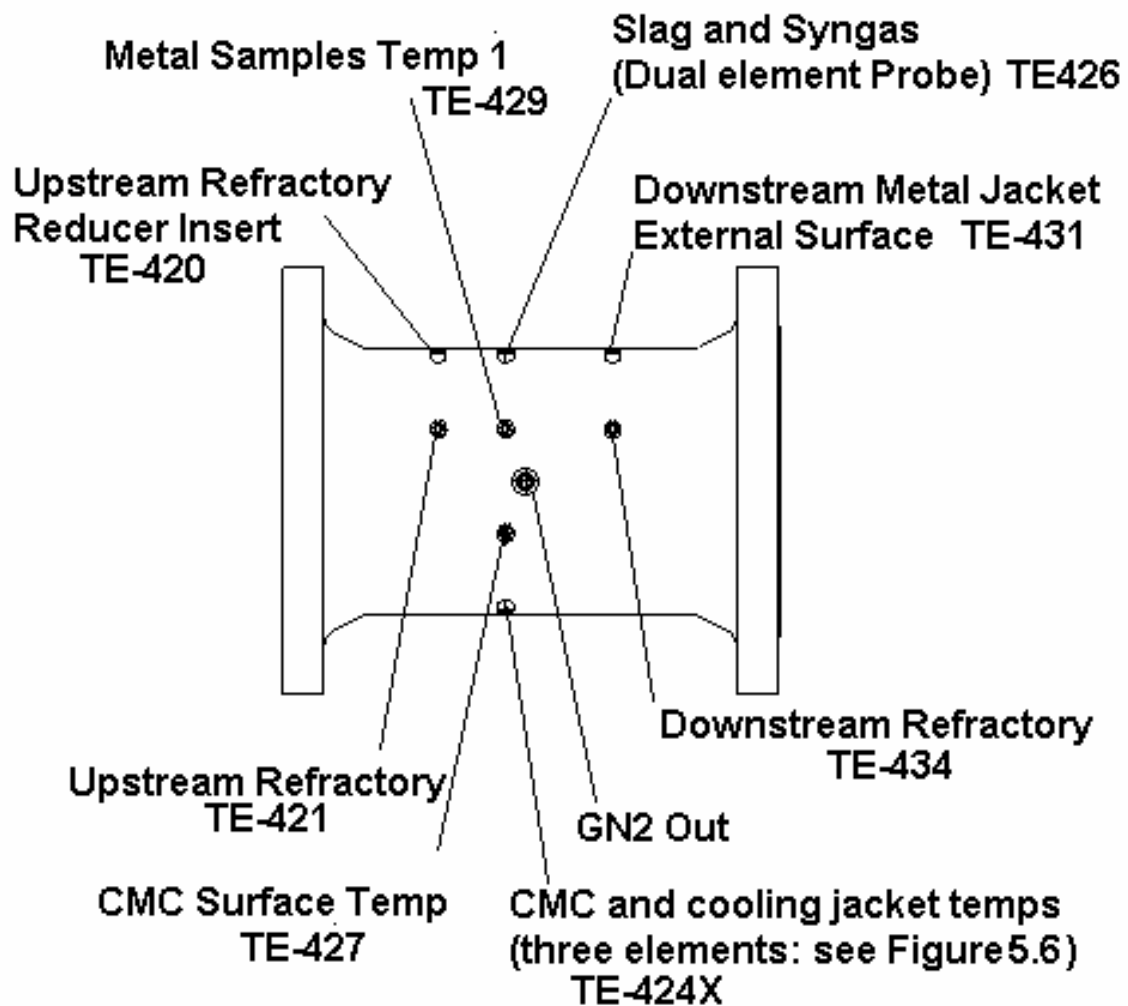 Metal Samples Temp 1
TE-429
Slag and Syngas
(Dual element Probe) TE426
Upstream Refractory
Reducer Insert
TE-420
Downstream Metal Jacket
External Surface TE-431
Upstream Refractory
TE-421
Downstream Refractory
TE-434
GN2 Out
CMC Surface Temp
TE-427
CMC and cooling jacket temps
(three elements: see Figure 5.6)
TE-424X